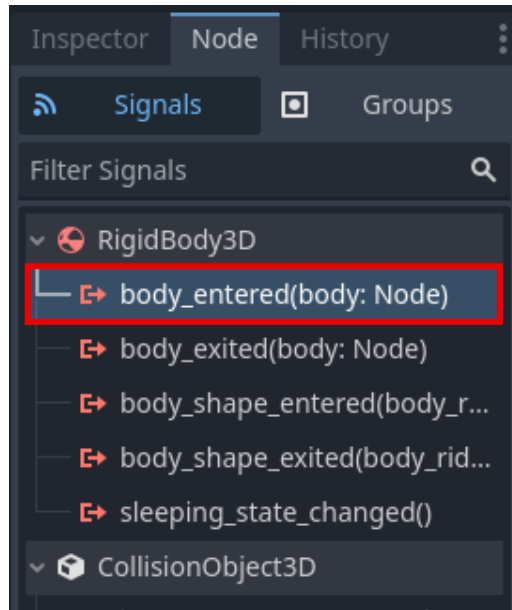 Inspector Node History
Signals Groups
Filter Signals
RigidBody3D
body_entered(body: Node)
body_exited(body: Node)
body_shape_entered(body_r...
body_shape_exited(body_rid...
sleeping_state_changed()
CollisionObject3D